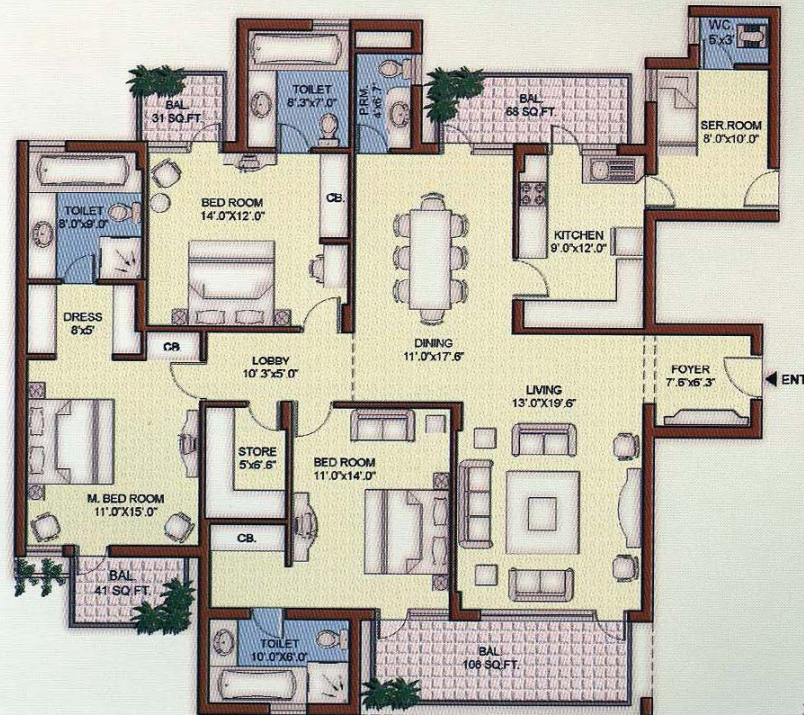 W.C.
5'x3'
TOILET
8'.3"x7'.0"
P.RM.
4'x6'.7"
BAL.
31 SQ.FT.
BAL.
68 SQ.FT.
SER.ROOM
8'.0"x10'.0"
TOILET
8'.0"x9'.0"
BED ROOM
14'.0"X12'.0"
CB.
KITCHEN
9'.0"x12'.0"
DRESS
8'x5'
CB
LOBBY
10'.3"x5'.0"
DINING
11'.0"x17'.6"
LIVING
13'.0"X19'.6"
FOYER
7'.6"x6'.3"
ENT
STORE
5'x6'.6"
BED ROOM
11'.0"x14'.0"
M. BED ROOM
11'.0"X15'.0"
CB.
BAL.
41 SQ.FT.
TOILET
10'.0"X6'.0"
BAL.
108 SQ.FT.